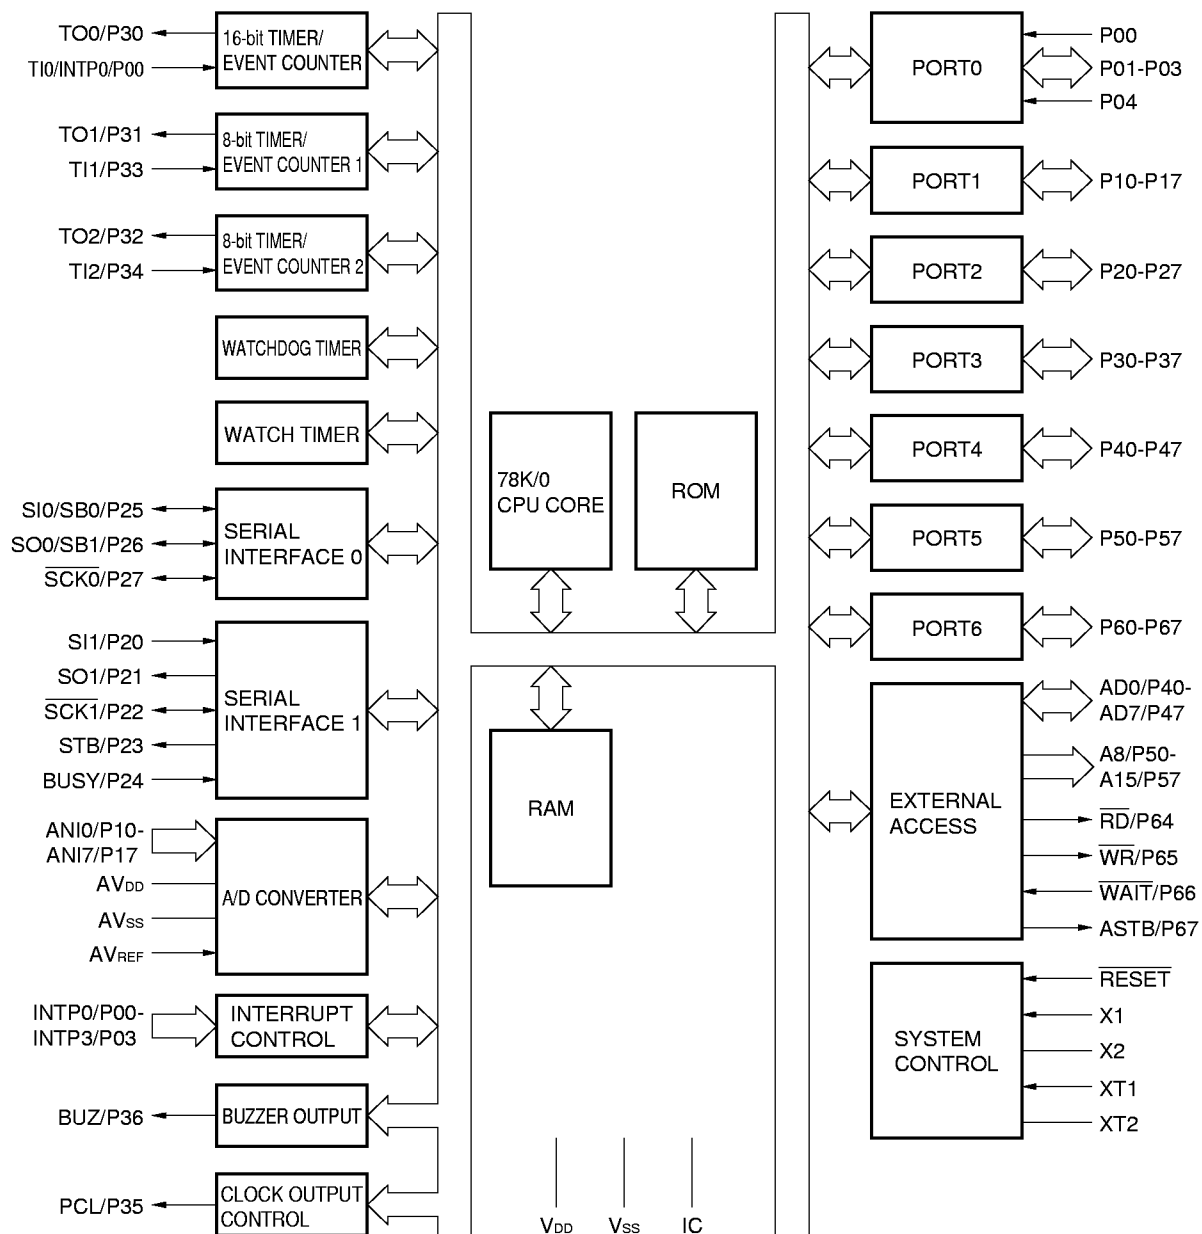 TO0/P30
TI0/INTP0/P00
16-bit TIMER/
EVENT COUNTER
TO1/P31
TI1/P33
8-bit TIMER/
EVENT COUNTER 1
TO2/P32
TI2/P34
8-bit TIMER/
EVENT COUNTER 2
WATCHDOG TIMER
WATCH TIMER
SI0/SB0/P25
SO0/SB1/P26
SCK0/P27
SERIAL
INTERFACE 0
SI1/P20
SO1/P21
SCK1/P22
STB/P23
BUSY/P24
SERIAL
INTERFACE 1
ANI0/P10-
ANI7/P17
AVDD
AVSS
AVREF
A/D CONVERTER
INTP0/P00-
INTP3/P03
INTERRUPT
CONTROL
BUZ/P36
BUZZER OUTPUT
PCL/P35
CLOCK OUTPUT
CONTROL
78K/0
CPU CORE
ROM
RAM
VDD
VSS
IC
PORT0
P00
P01-P03
P04
PORT1
P10-P17
PORT2
P20-P27
PORT3
P30-P37
PORT4
P40-P47
PORT5
P50-P57
PORT6
P60-P67
EXTERNAL
ACCESS
AD0/P40-
AD7/P47
A8/P50-
A15/P57
RD/P64
WR/P65
WAIT/P66
ASTB/P67
SYSTEM
CONTROL
RESET
X1
X2
XT1
XT2